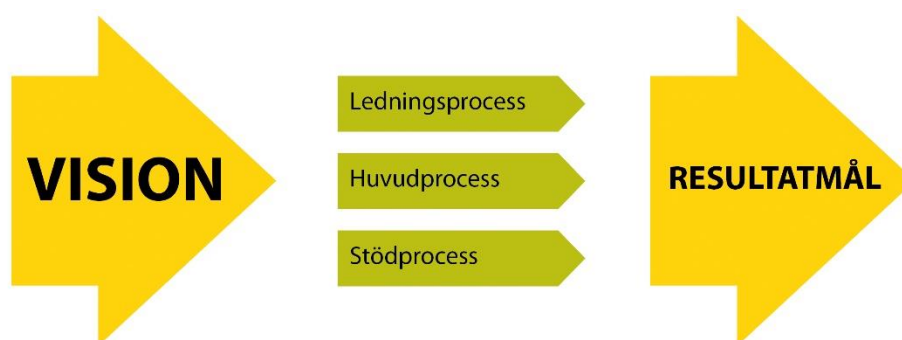 VISION
Ledningsprocess
Huvudprocess
Stödprocess
RESULTATMÅL